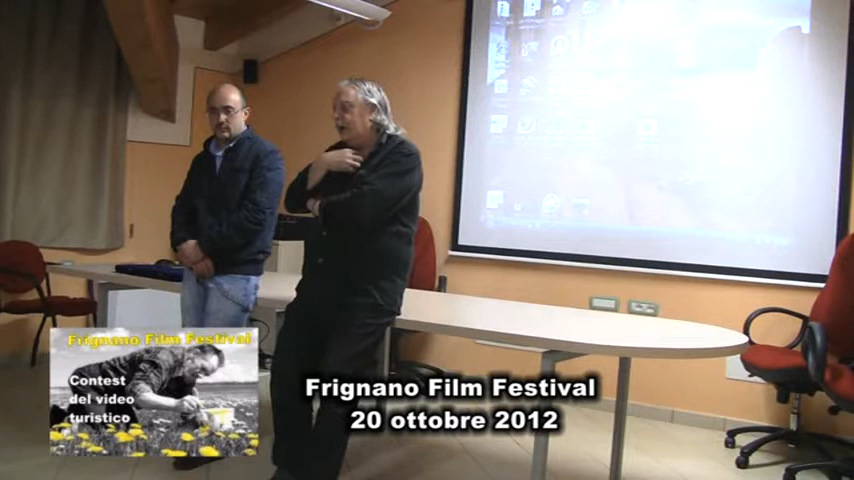 Frignano Film Festival
Contest
del video
turistico
Frignano Film Festival
20 ottobre 2012